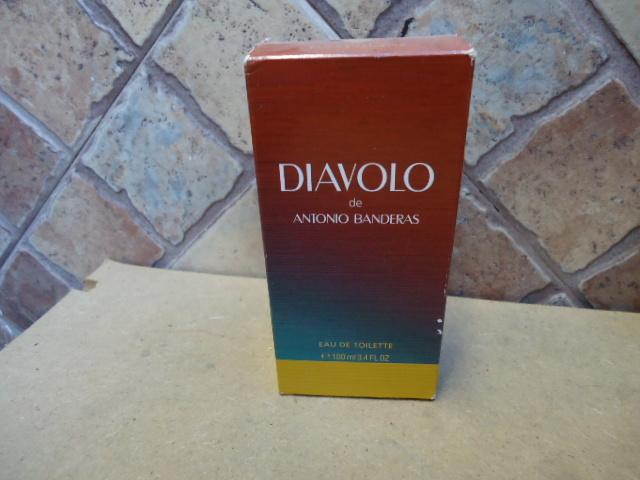 DIAVOLO
de
ANTONIO BANDERAS
EAU DE TOILETTE
100 ml 3.4 FL.OZ